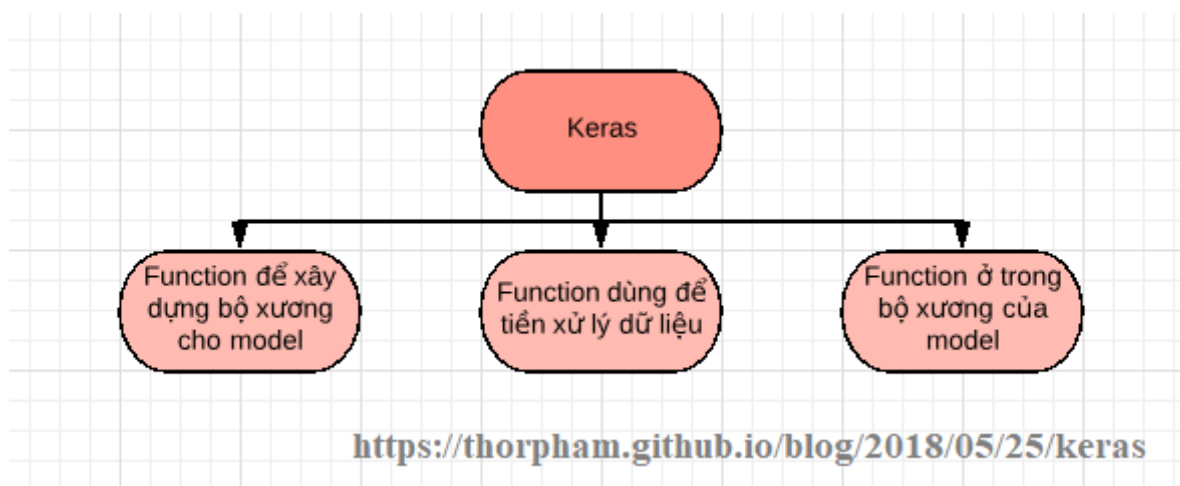 Keras
Function để xây
dựng bộ xương
cho model
Function dùng để
tiền xử lý dữ liệu
Function ở trong
bộ xương của
model
https://thorpham.github.io/blog/2018/05/25/keras